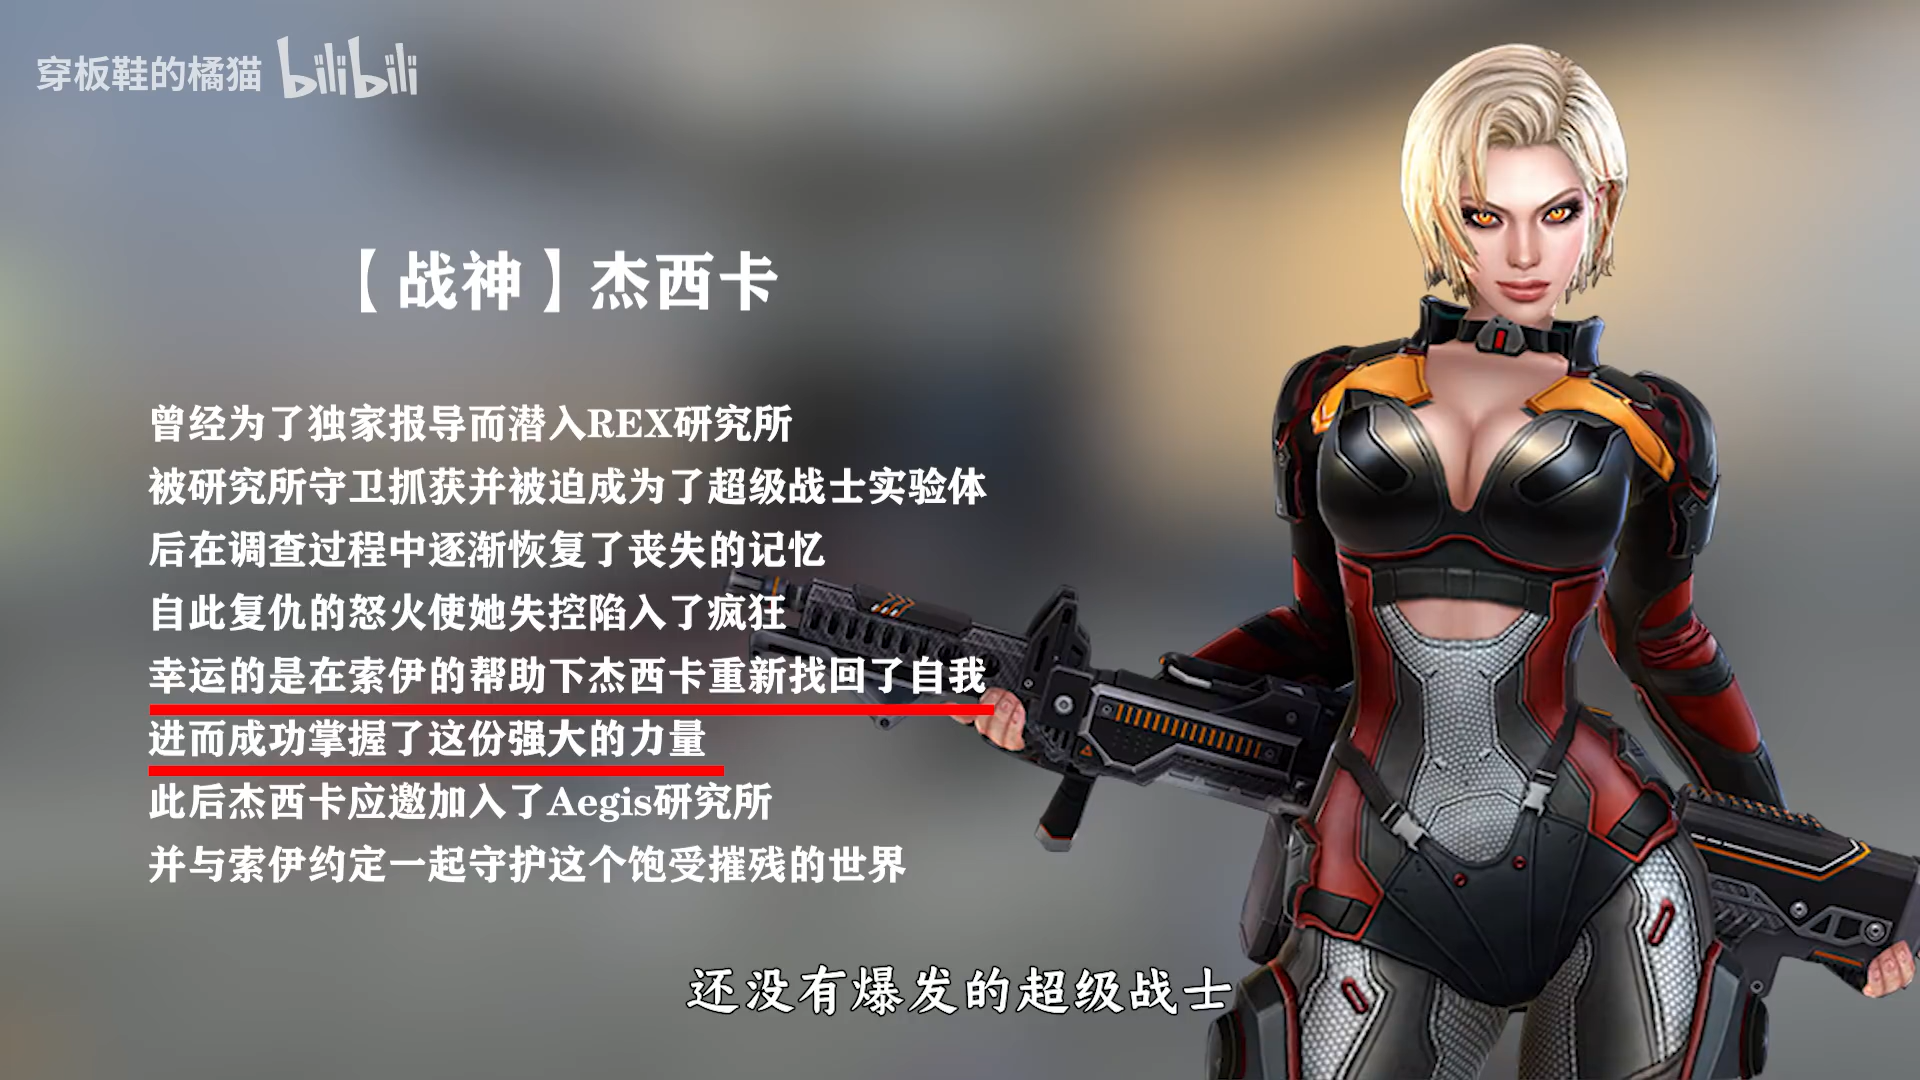 穿板鞋的橘猫 bilibili
【战神】杰西卡
曾经为了独家报导而潜入REX研究所
被研究所守卫抓获并被迫成为了超级战士实验体
后在调查过程中逐渐恢复了丧失的记忆
自此复仇的怒火使她失控陷入了疯狂
幸运的是在索伊的帮助下杰西卡重新找回了自我
进而成功掌握了这份强大的力量
此后杰西卡应邀加入了Aegis研究所
并与索伊约定一起守护这个饱受摧残的世界
还没有爆发的超级战士